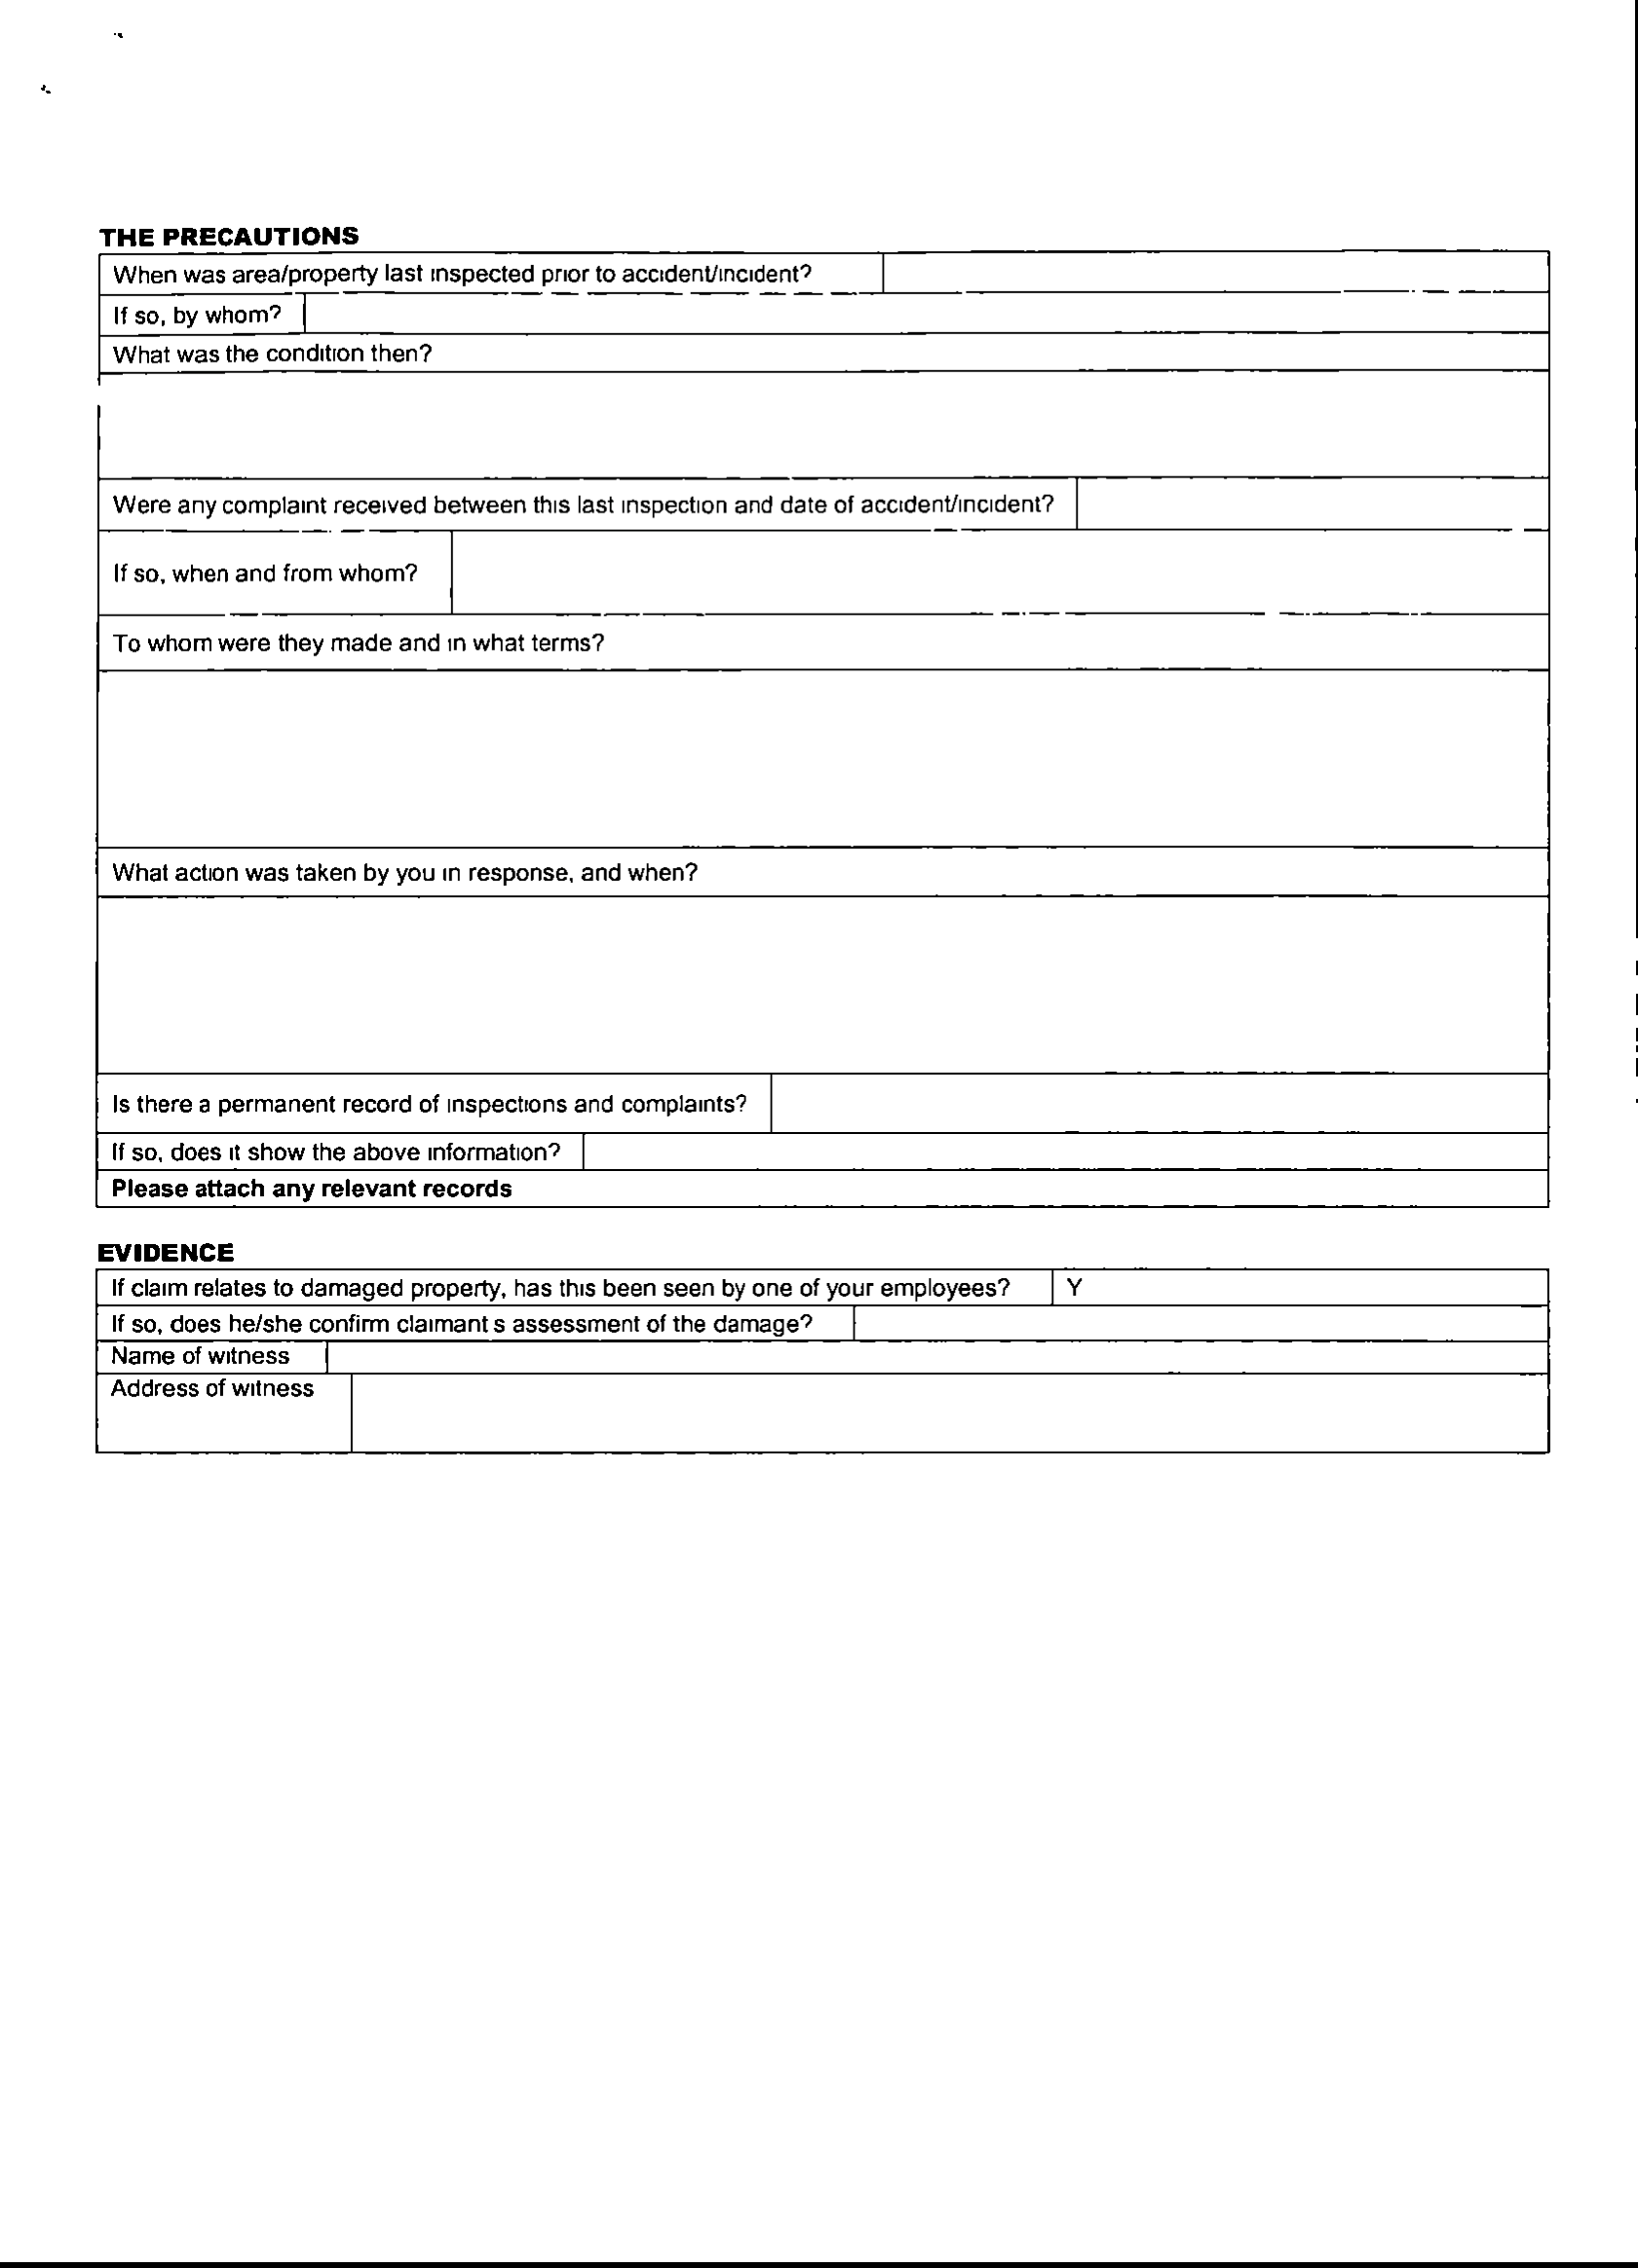 THE PRECAUTIONS
When was area/property last inspected prior to accident/incident?
If so, by whom?
What was the condition then?
Were any complaint received between this last inspection and date of accident/incident?
If so, when and from whom?
To whom were they made and in what terms?
What action was taken by you in response, and when?
Is there a permanent record of inspections and complaints?
If so, does it show the above information?
Please attach any relevant records
EVIDENCE
If claim relates to damaged property, has this been seen by one of your employees? Y
If so, does he/she confirm claimant s assessment of the damage?
Name of witness
Address of witness